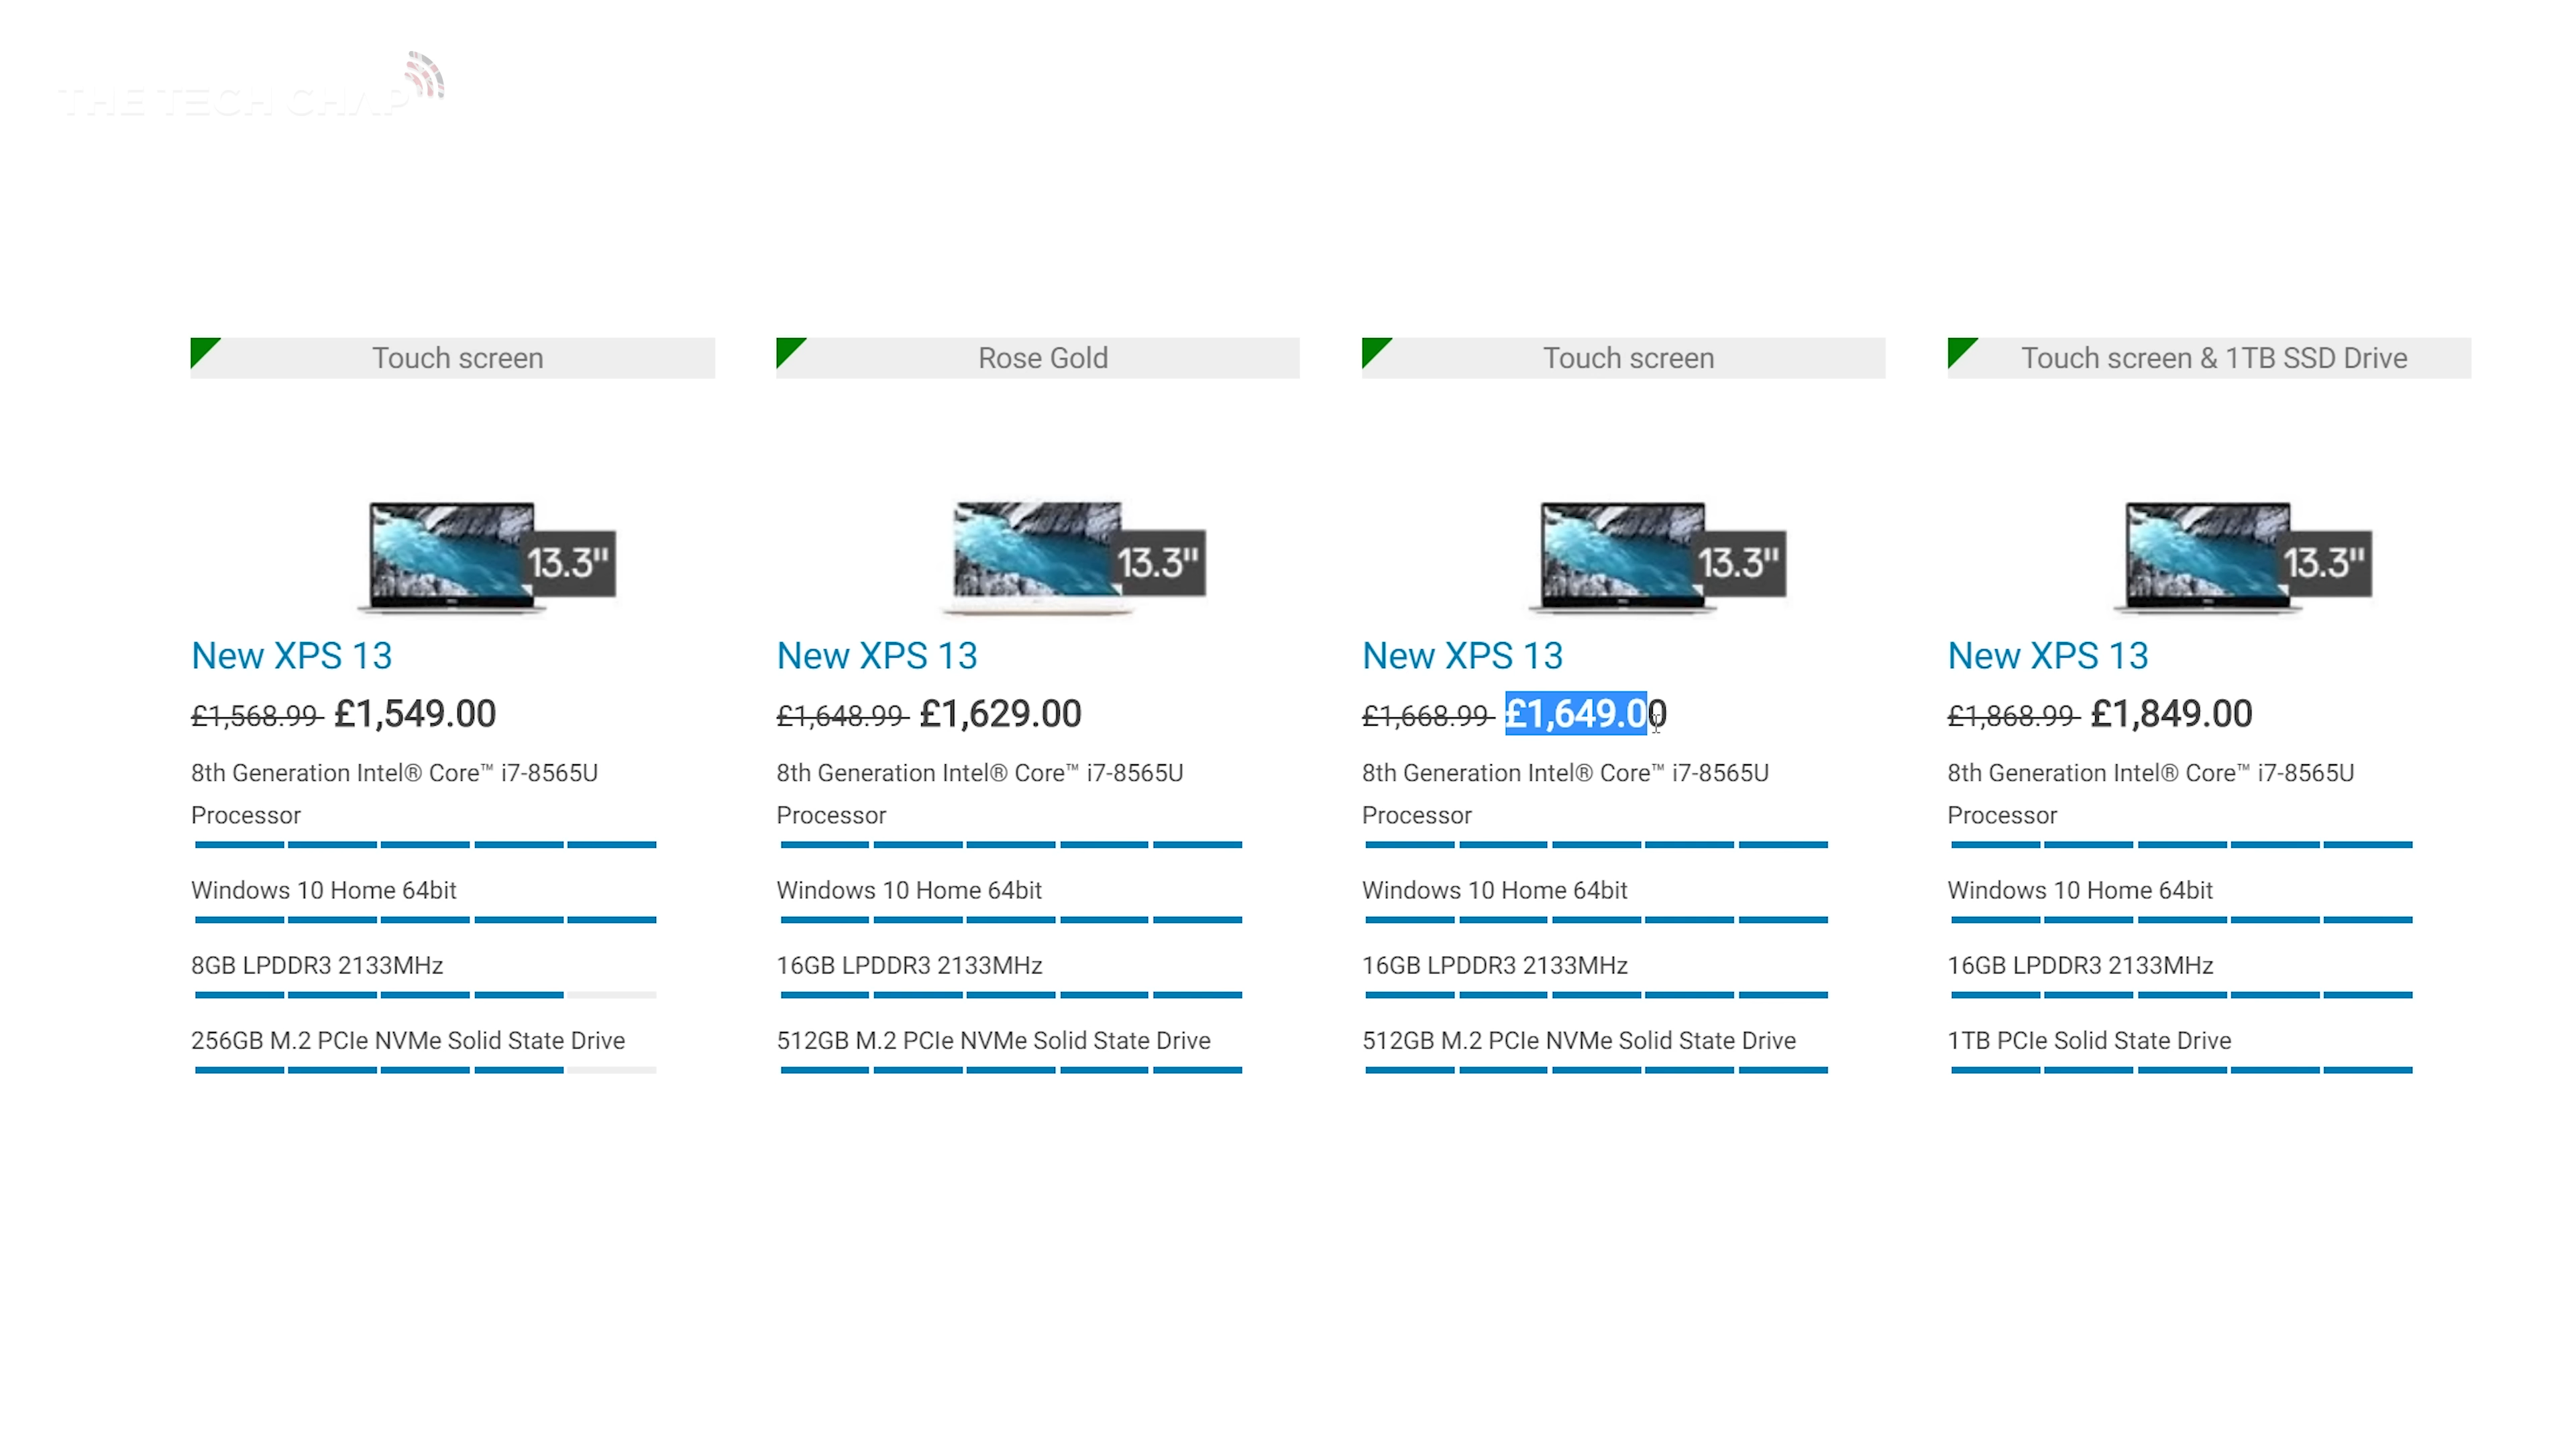 THE TECH CHAP
Touch screen
Rose Gold
Touch screen
Touch screen & 1TB SSD Drive
13.3"
13.3"
13.3"
13.3"
New XPS 13
New XPS 13
New XPS 13
New XPS 13
£1,568.99 £1,549.00
£1,648.99 £1,629.00
£1,668.99 £1,649.00
£1,868.99 £1,849.00
8th Generation Intel® Core™ i7-8565U
Processor
8th Generation Intel® Core™ i7-8565U
Processor
8th Generation Intel® Core™ i7-8565U
Processor
8th Generation Intel® Core™ i7-8565U
Processor
Windows 10 Home 64bit
Windows 10 Home 64bit
Windows 10 Home 64bit
Windows 10 Home 64bit
8GB LPDDR3 2133MHz
16GB LPDDR3 2133MHz
16GB LPDDR3 2133MHz
16GB LPDDR3 2133MHz
256GB M.2 PCIe NVMe Solid State Drive
512GB M.2 PCIe NVMe Solid State Drive
512GB M.2 PCIe NVMe Solid State Drive
1TB PCIe Solid State Drive